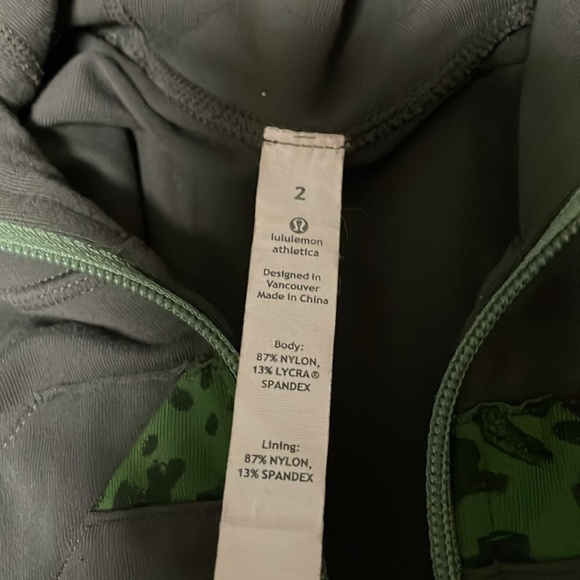 2
lululemon
athletica
Designed in
Vancouver
Made in China
Body:
87% NYLON,
13% LYCRA®
SPANDEX
Lining:
87% NYLON,
13% SPANDEX